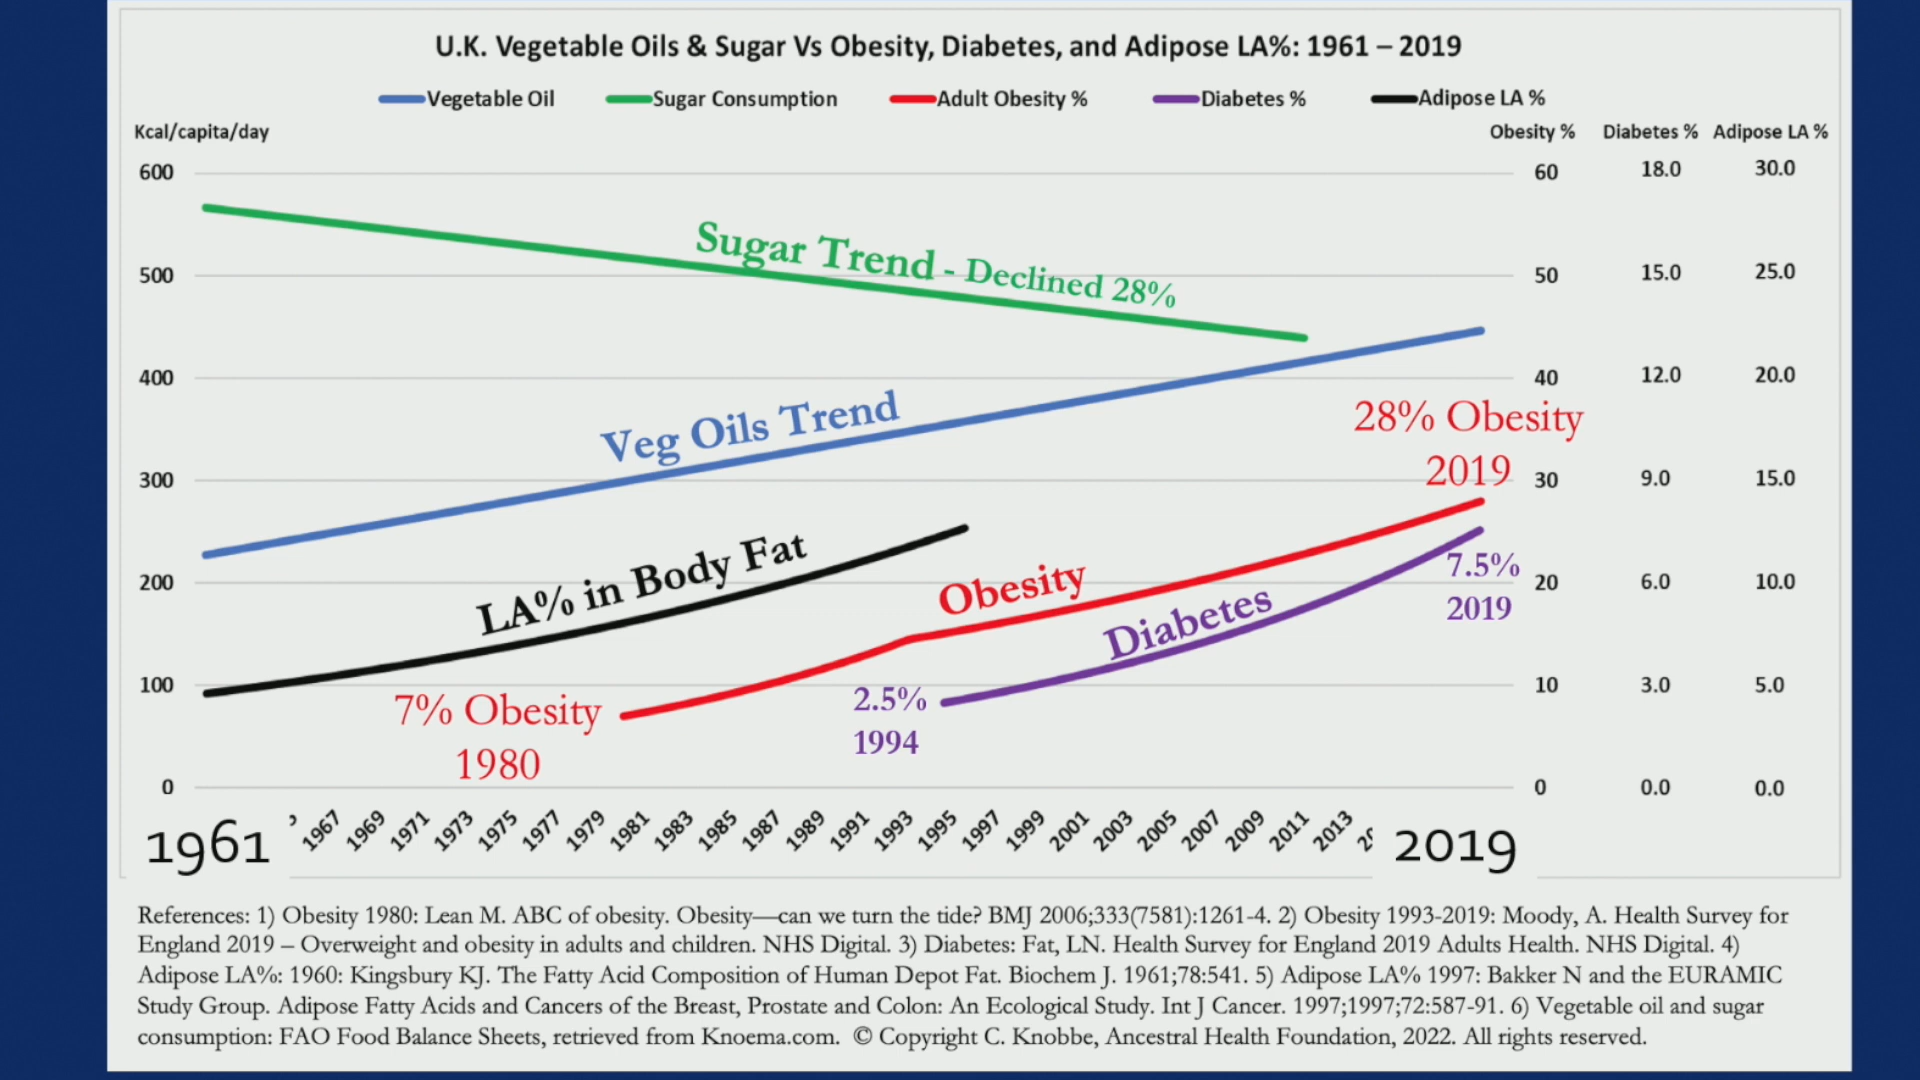 U.K. Vegetable Oils & Sugar Vs Obesity, Diabetes, and Adipose LA%: 1961 – 2019
Vegetable Oil Sugar Consumption Adult Obesity % Diabetes % Adipose LA %
Kcal/capita/day Obesity % Diabetes % Adipose LA %
600 60 18.0 30.0
Sugar Trend - Declined 28%
500 50 15.0 25.0
400 40 12.0 20.0
Veg Oils Trend
28% Obesity
2019
300 30 9.0 15.0
LA% in Body Fat
Obesity
7.5%
2019
200 20 6.0 10.0
Diabetes
100 10 3.0 5.0
7% Obesity
1980
2.5%
1994
0 0 0.0 0.0
1961 1967 1969 1971 1973 1975 1977 1979 1981 1983 1985 1987 1989 1991 1993 1995 1997 1999 2001 2003 2005 2007 2009 2011 2013 2019
References: 1) Obesity 1980: Lean M. ABC of obesity. Obesity—can we turn the tide? BMJ 2006;333(7581):1261-4. 2) Obesity 1993-2019: Moody, A. Health Survey for
England 2019 – Overweight and obesity in adults and children. NHS Digital. 3) Diabetes: Fat, LN. Health Survey for England 2019 Adults Health. NHS Digital. 4)
Adipose LA%: 1960: Kingsbury KJ. The Fatty Acid Composition of Human Depot Fat. Biochem J. 1961;78:541. 5) Adipose LA% 1997: Bakker N and the EURAMIC
Study Group. Adipose Fatty Acids and Cancers of the Breast, Prostate and Colon: An Ecological Study. Int J Cancer. 1997;1997;72:587-91. 6) Vegetable oil and sugar
consumption: FAO Food Balance Sheets, retrieved from Knoema.com. © Copyright C. Knobbe, Ancestral Health Foundation, 2022. All rights reserved.